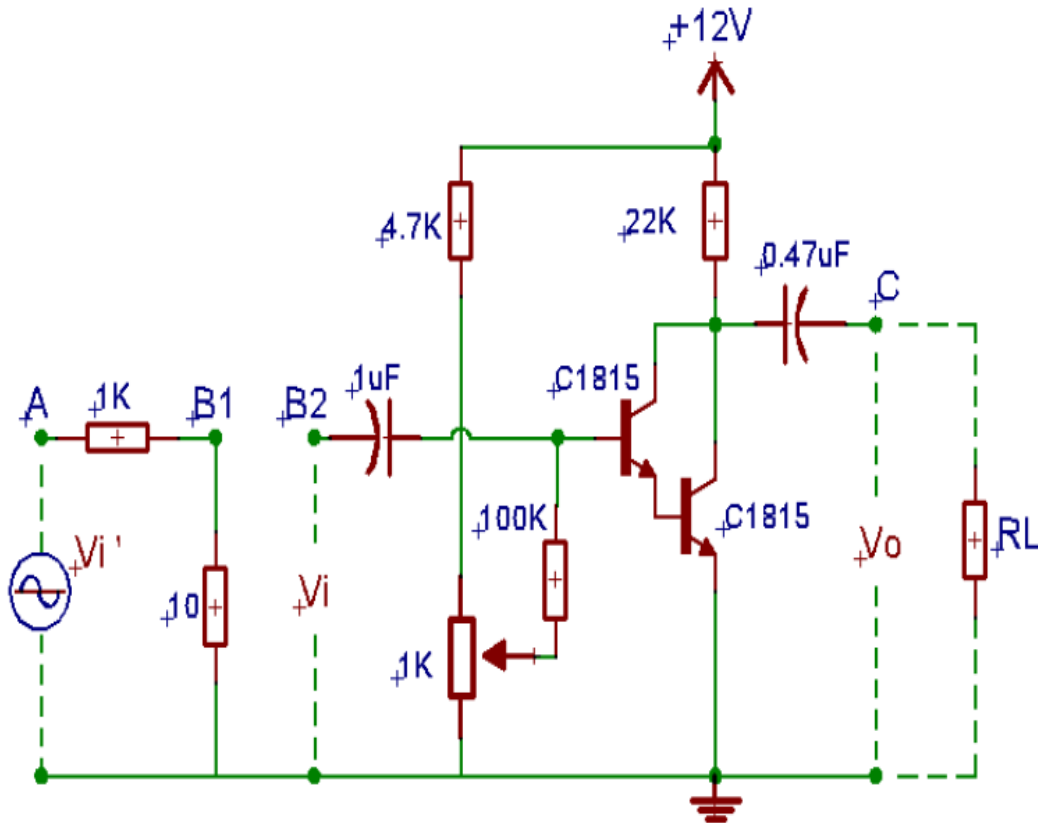 +12V
4.7K
22K
0.47uF
C
A
1K
B1
B2
1uF
C1815
100K
C1815
Vi '
10
Vi
1K
Vo
RL